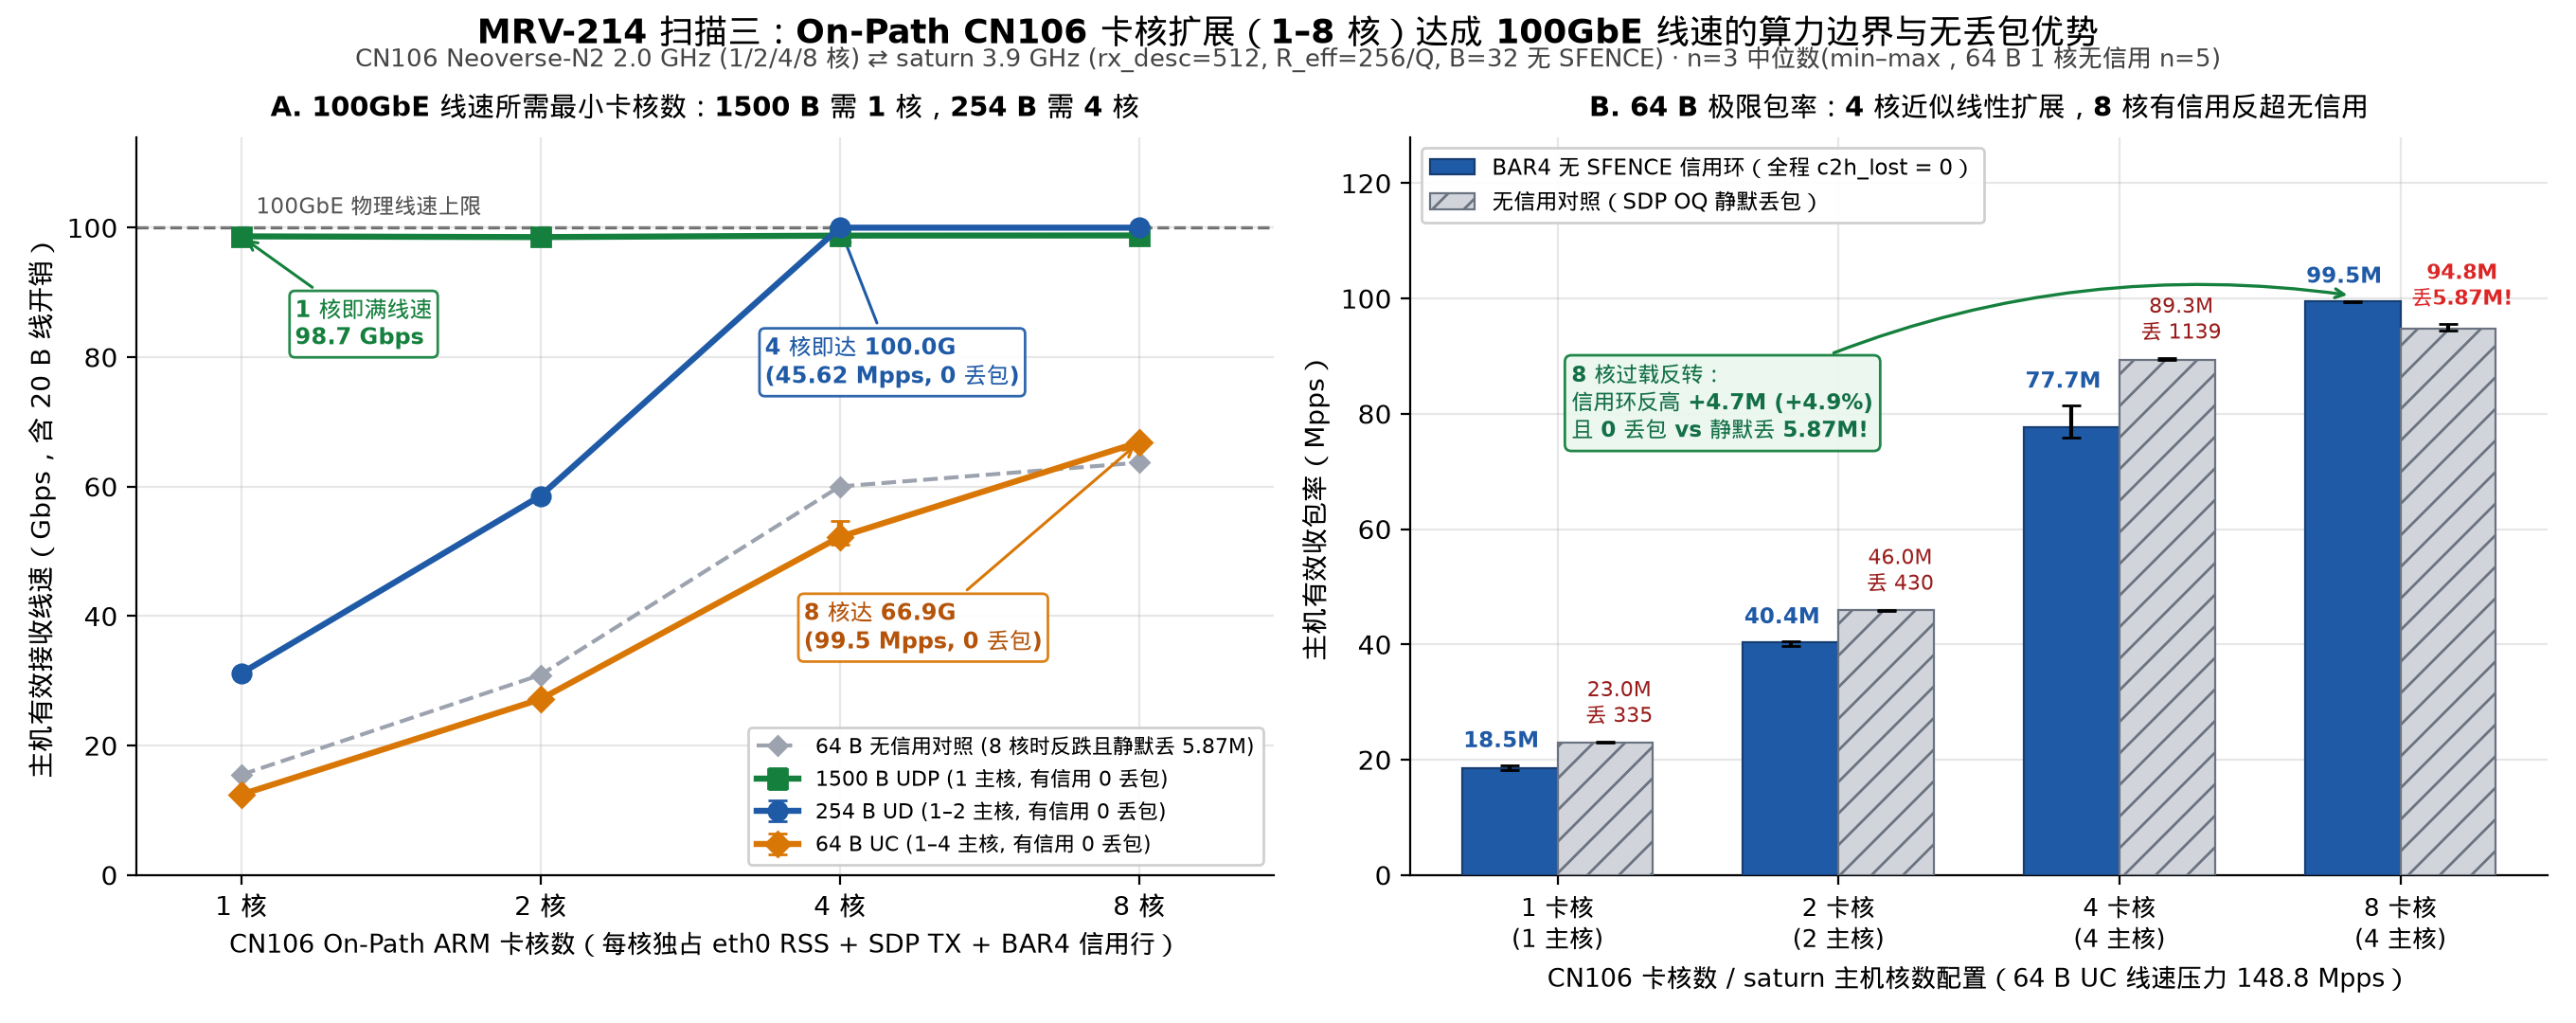 MRV-214 扫描三：On-Path CN106 卡核扩展（1–8 核）达成 100GbE 线速的算力边界与无丢包优势
CN106 Neoverse-N2 2.0 GHz (1/2/4/8 核) ⇄ saturn 3.9 GHz (rx_desc=512, R_eff=256/Q, B=32 无 SFENCE) · n=3 中位数(min–max，64 B 1 核无信用 n=5)
A. 100GbE 线速所需最小卡核数：1500 B 需 1 核，254 B 需 4 核
主机有效接收线速（Gbps，含 20 B 线开销）
100
80
60
40
20
0
100GbE 物理线速上限
1 核即满线速
98.7 Gbps
4 核即达 100.0G
(45.62 Mpps, 0 丢包)
8 核达 66.9G
(99.5 Mpps, 0 丢包)
64 B 无信用对照 (8 核时反跌且静默丢 5.87M)
1500 B UDP (1 主核, 有信用 0 丢包)
254 B UD (1–2 主核, 有信用 0 丢包)
64 B UC (1–4 主核, 有信用 0 丢包)
1 核
2 核
4 核
8 核
CN106 On-Path ARM 卡核数（每核独占 eth0 RSS + SDP TX + BAR4 信用行）
B. 64 B 极限包率：4 核近似线性扩展，8 核有信用反超无信用
主机有效收包率（Mpps）
120
100
80
60
40
20
0
BAR4 无 SFENCE 信用环（全程 c2h_lost = 0）
无信用对照（SDP OQ 静默丢包）
8 核过载反转：
信用环反高 +4.7M (+4.9%)
且 0 丢包 vs 静默丢 5.87M!
18.5M
23.0M
丢 335
40.4M
46.0M
丢 430
77.7M
89.3M
丢 1139
99.5M
94.8M
丢5.87M!
1 卡核
(1 主核)
2 卡核
(2 主核)
4 卡核
(4 主核)
8 卡核
(4 主核)
CN106 卡核数 / saturn 主机核数配置（64 B UC 线速压力 148.8 Mpps）